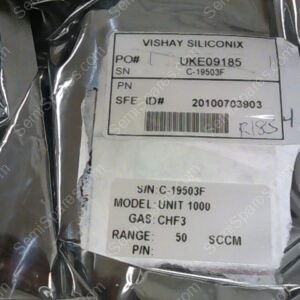 VISHAY SILICONIX
PO# UKE09185
SN C-19503F
PN
SFE ID# 20100703903
S/N: C-19503F
MODEL: UNIT 1000
GAS: CHF3
RANGE: 50 SCCM
P/N: